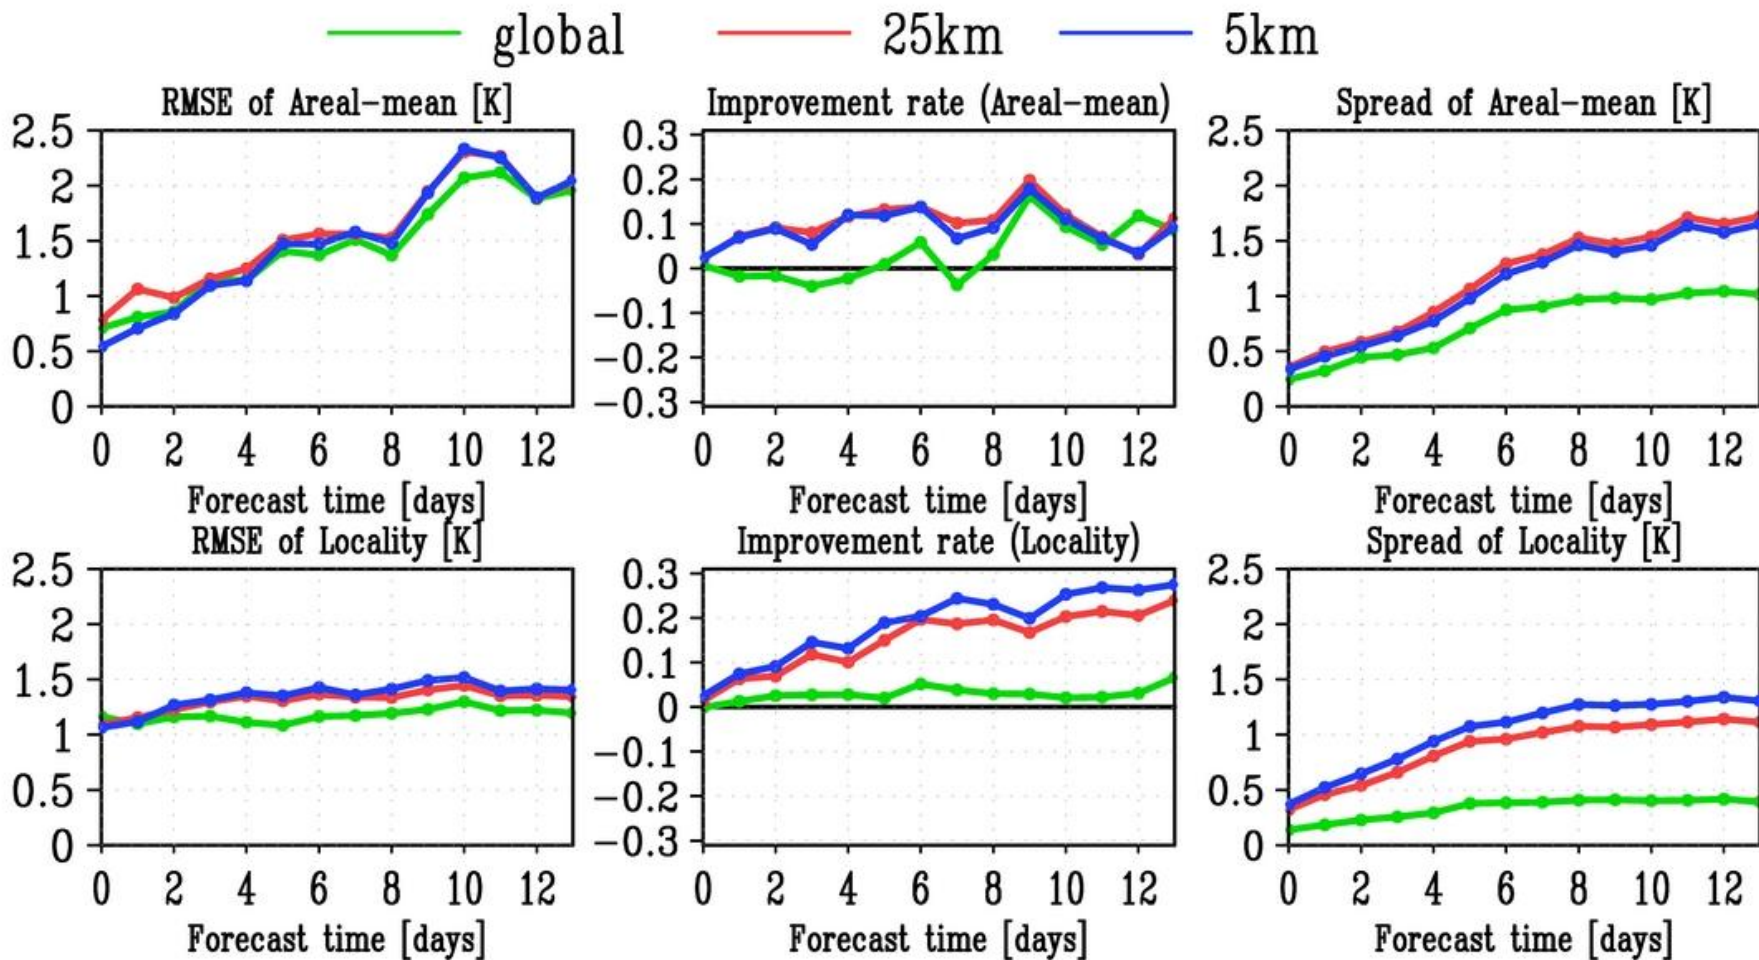 global 25km 5km
RMSE of Areal-mean [K] Improvement rate (Areal-mean) Spread of Areal-mean [K]
2.5 0.3 2.5
2 0.2 2
1.5 0.1 1.5
0
1 -0.1 1
0.5 -0.2 0.5
0 -0.3 0
0 2 4 6 8 10 12 0 2 4 6 8 10 12 0 2 4 6 8 10 12
Forecast time [days] Forecast time [days] Forecast time [days]
RMSE of Locality [K] Improvement rate (Locality) Spread of Locality [K]
2.5 0.3 2.5
2 0.2 2
1.5 0.1 1.5
0
1 -0.1 1
0.5 -0.2 0.5
0 -0.3 0
0 2 4 6 8 10 12 0 2 4 6 8 10 12 0 2 4 6 8 10 12
Forecast time [days] Forecast time [days] Forecast time [days]